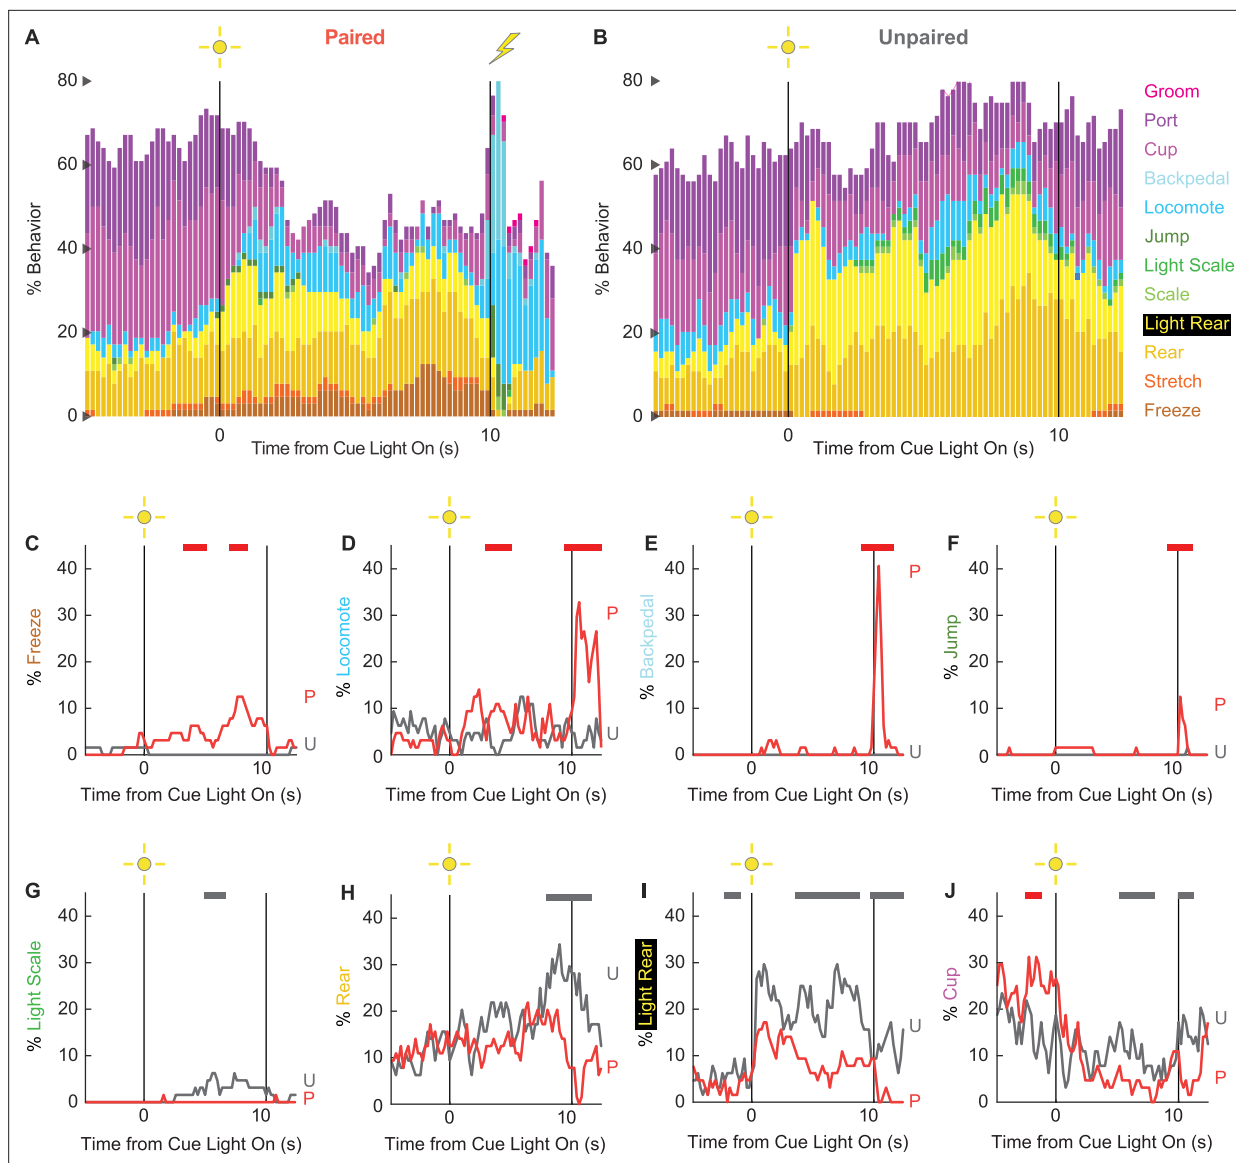 A
Paired
B
Unpaired
% Behavior
80
60
40
20
0
0
10
Time from Cue Light On (s)
% Behavior
80
60
40
20
0
0
10
Time from Cue Light On (s)
Groom
Port
Cup
Backpedal
Locomote
Jump
Light Scale
Scale
Light Rear
Rear
Stretch
Freeze
C
% Freeze
40
30
20
10
0
P
U
0
10
Time from Cue Light On (s)
D
% Locomote
40
30
20
10
0
P
U
0
10
Time from Cue Light On (s)
E
% Backpedal
40
30
20
10
0
P
U
0
10
Time from Cue Light On (s)
F
% Jump
40
30
20
10
0
P
U
0
10
Time from Cue Light On (s)
G
% Light Scale
40
30
20
10
0
U
P
0
10
Time from Cue Light On (s)
H
% Rear
40
30
20
10
0
U
P
0
10
Time from Cue Light On (s)
I
% Light Rear
40
30
20
10
0
U
P
0
10
Time from Cue Light On (s)
J
% Cup
40
30
20
10
0
U
P
0
10
Time from Cue Light On (s)